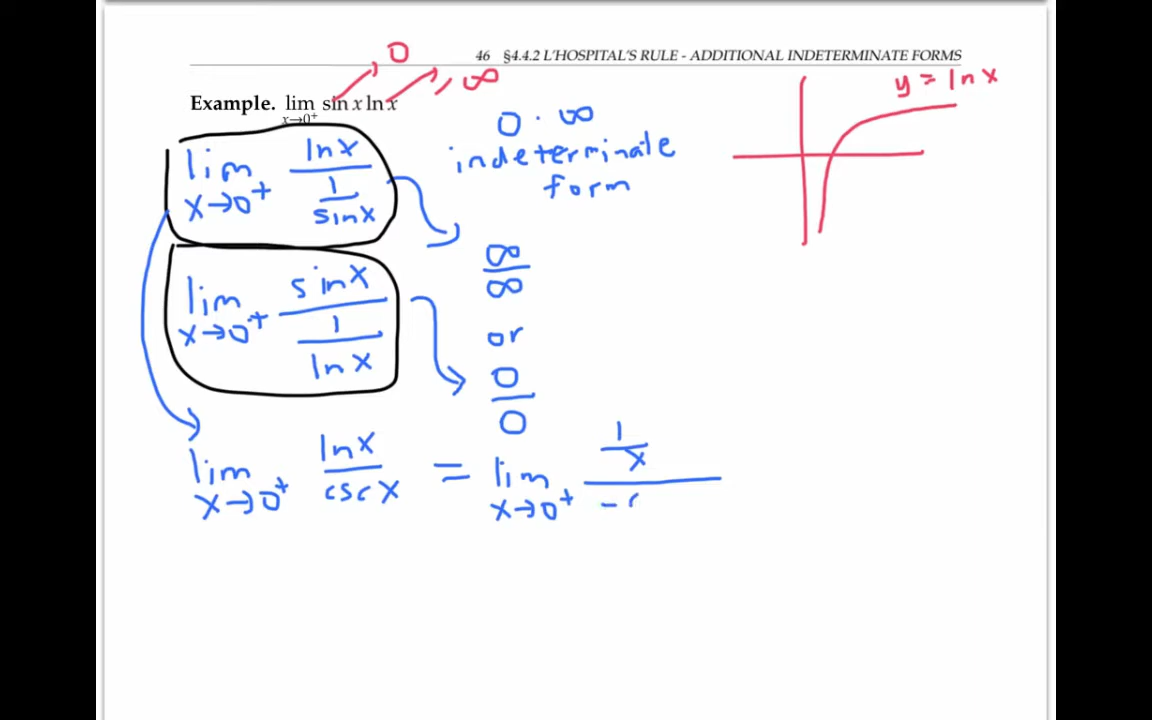 46 §4.4.2 L'HOSPITAL'S RULE - ADDITIONAL INDETERMINATE FORMS
0
, ∞
y = ln x
Example. lim x→0⁺ sin x ln x
0 · ∞
indeterminate
form
lim x→0⁺ ln x / (1 / sin x)
∞ / ∞
or
0 / 0
lim x→0⁺ sin x / (1 / ln x)
lim x→0⁺ ln x / csc x = lim x→0⁺ (1 / x) / -